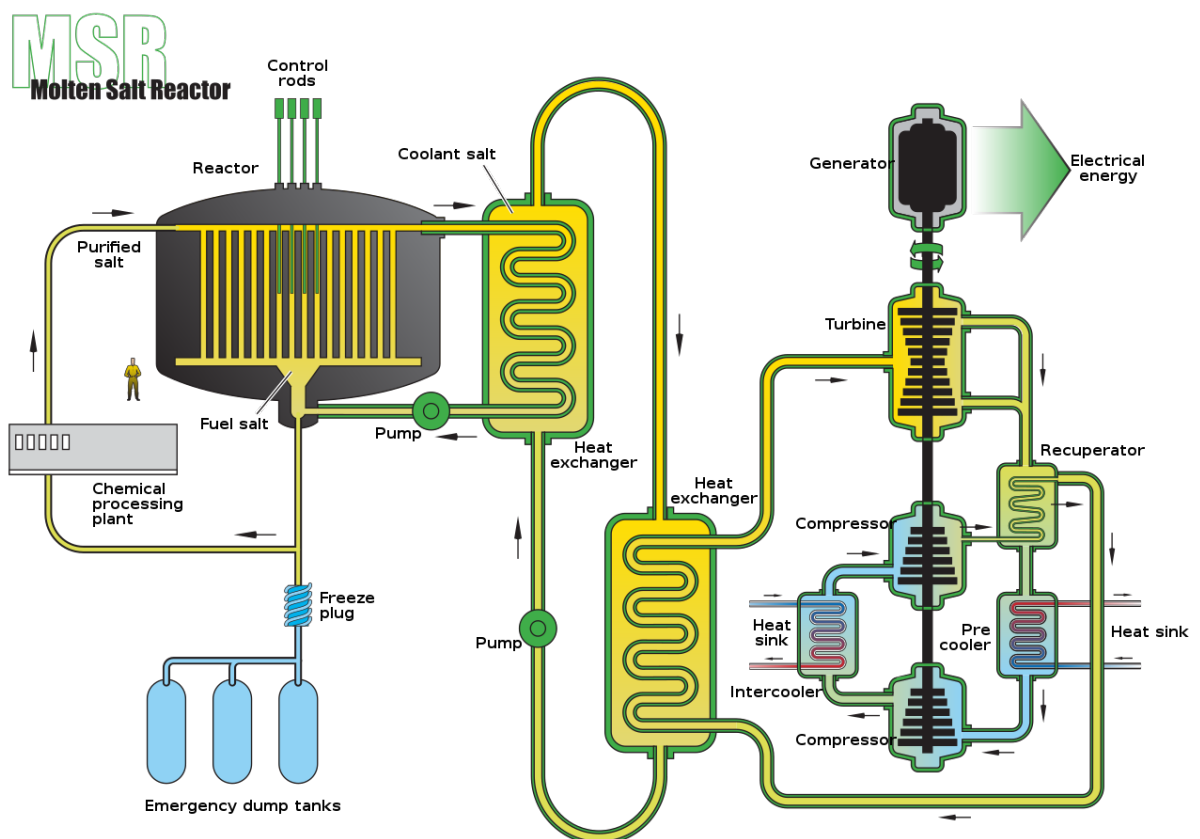 MSR
Molten Salt Reactor
Control
rods
Reactor
Coolant salt
Generator
Electrical
energy
Purified
salt
Turbine
Fuel salt
Pump
Heat
exchanger
Recuperator
Chemical
processing
plant
Heat
exchanger
Compressor
Freeze
plug
Pump
Heat
sink
Pre
cooler
Heat sink
Intercooler
Compressor
Emergency dump tanks